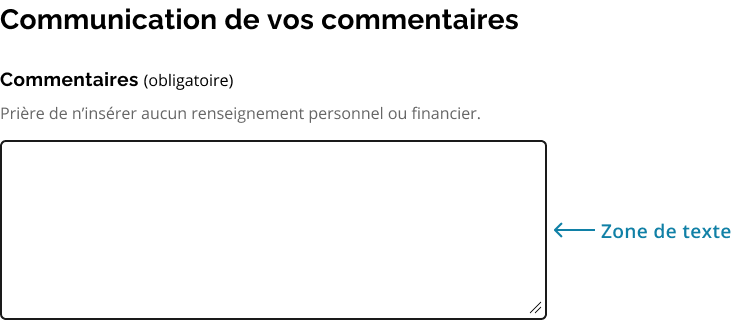 Communication de vos commentaires
Commentaires (obligatoire)
Prière de n’insérer aucun renseignement personnel ou financier.
Zone de texte